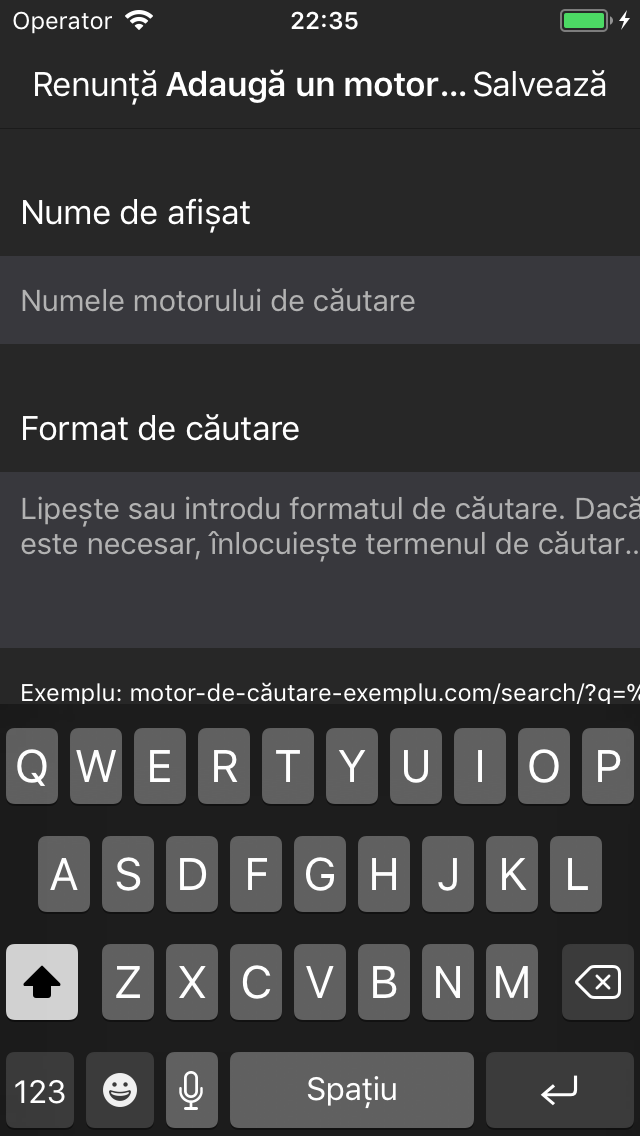 Operator 22:35
Renunță Adaugă un motor... Salvează
Nume de afișat
Numele motorului de căutare
Format de căutare
Lipește sau introdu formatul de căutare. Dacă
este necesar, înlocuiește termenul de căutar...
Exemplu: motor-de-căutare-exemplu.com/search/?q=%
Q W E R T Y U I O P
A S D F G H J K L
Z X C V B N M
123 Spațiu